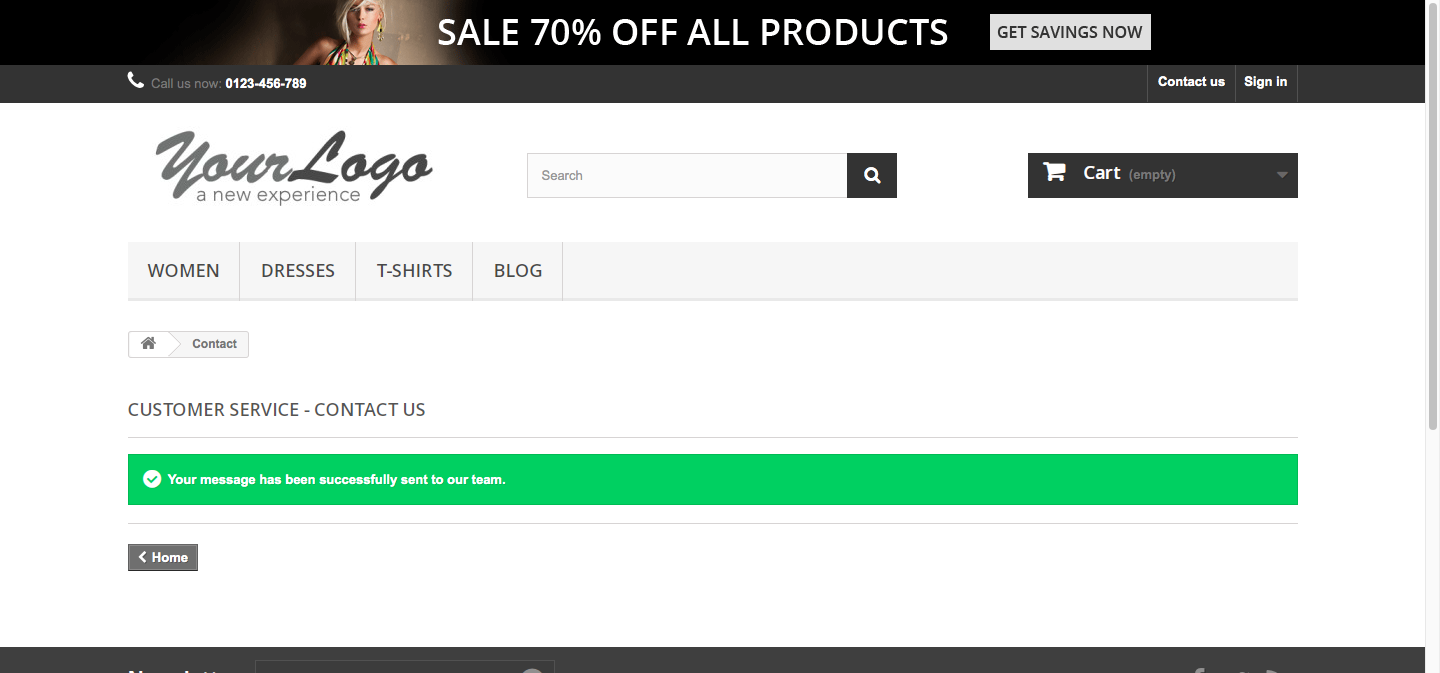 SALE 70% OFF ALL PRODUCTS GET SAVINGS NOW
Call us now: 0123-456-789 Contact us Sign in
YourLogo
a new experience
Search
Cart (empty)
WOMEN DRESSES T-SHIRTS BLOG
Contact
CUSTOMER SERVICE - CONTACT US
Your message has been successfully sent to our team.
Home